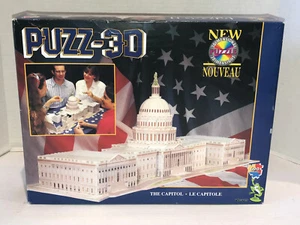 PUZZ-3D
NEW
NOUVEAU
THE CAPITOL • LE CAPITOLE